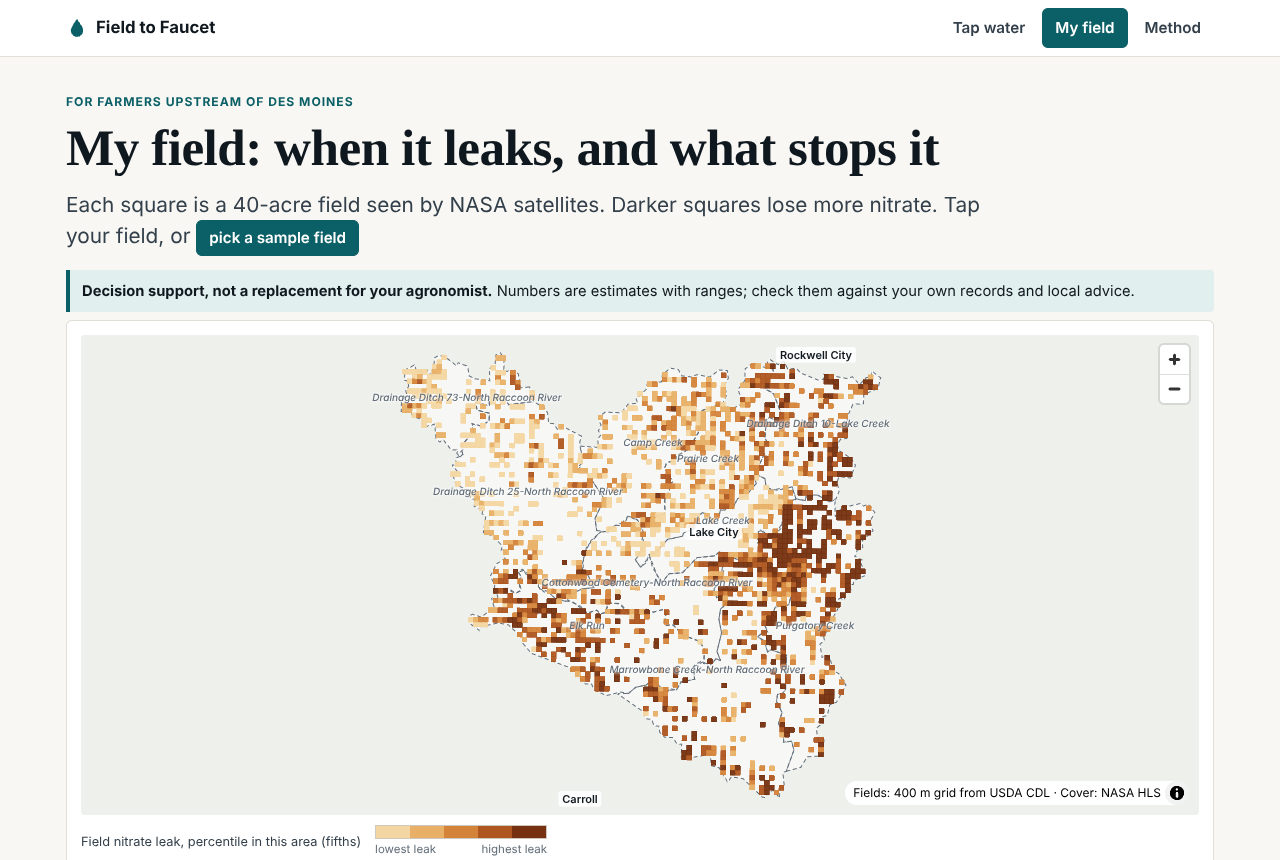 Field to Faucet
Tap water
My field
Method
FOR FARMERS UPSTREAM OF DES MOINES
My field: when it leaks, and what stops it
Each square is a 40-acre field seen by NASA satellites. Darker squares lose more nitrate. Tap
your field, or pick a sample field
Decision support, not a replacement for your agronomist. Numbers are estimates with ranges; check them against your own records and local advice.
Rockwell City
+
−
Drainage Ditch 73-North Raccoon River
Drainage Ditch 10-Lake Creek
Camp Creek
Prairie Creek
Drainage Ditch 25-North Raccoon River
Lake Creek
Lake City
Cottonwood Cemetery-North Raccoon River
Elk Run
Purgatory Creek
Marrowbone Creek-North Raccoon River
Fields: 400 m grid from USDA CDL · Cover: NASA HLS
Carroll
Field nitrate leak, percentile in this area (fifths)
lowest leak
highest leak